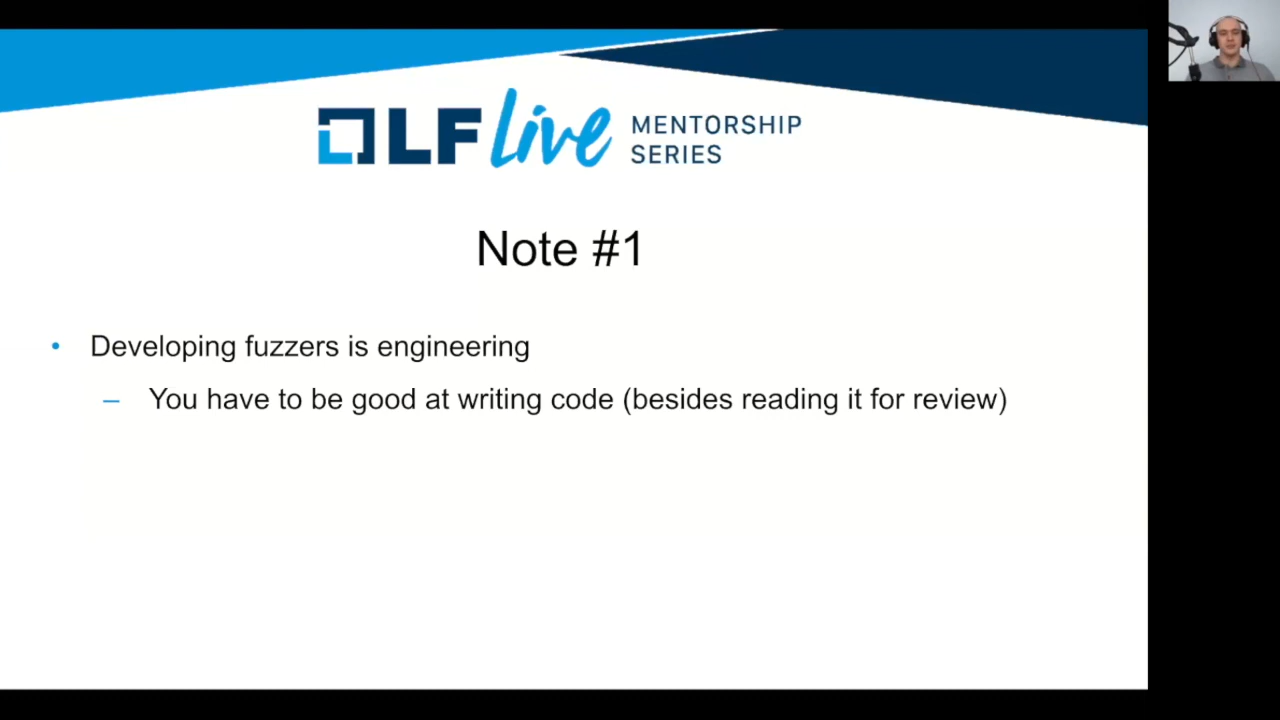 LF Live MENTORSHIP
SERIES
Note #1
• Developing fuzzers is engineering
– You have to be good at writing code (besides reading it for review)